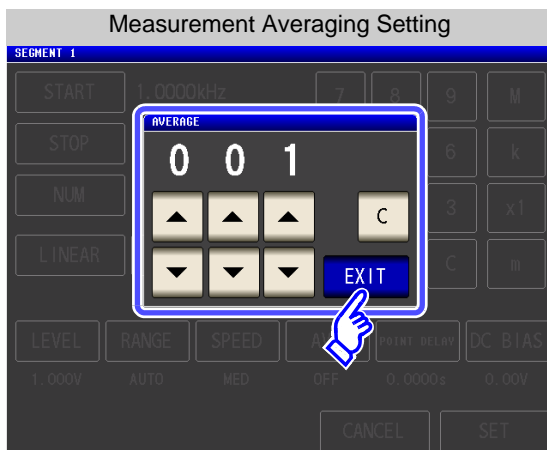 Measurement Averaging Setting
SEGMENT 1
START 1.0000kHz 7 8 9 M
AVERAGE
STOP 0 0 1 6 k
NUM C 3 x1
LINEAR EXIT C m
LEVEL RANGE SPEED POINT DELAY DC BIAS
1.000V AUTO MED OFF 0.0000s 0.00V
CANCEL SET